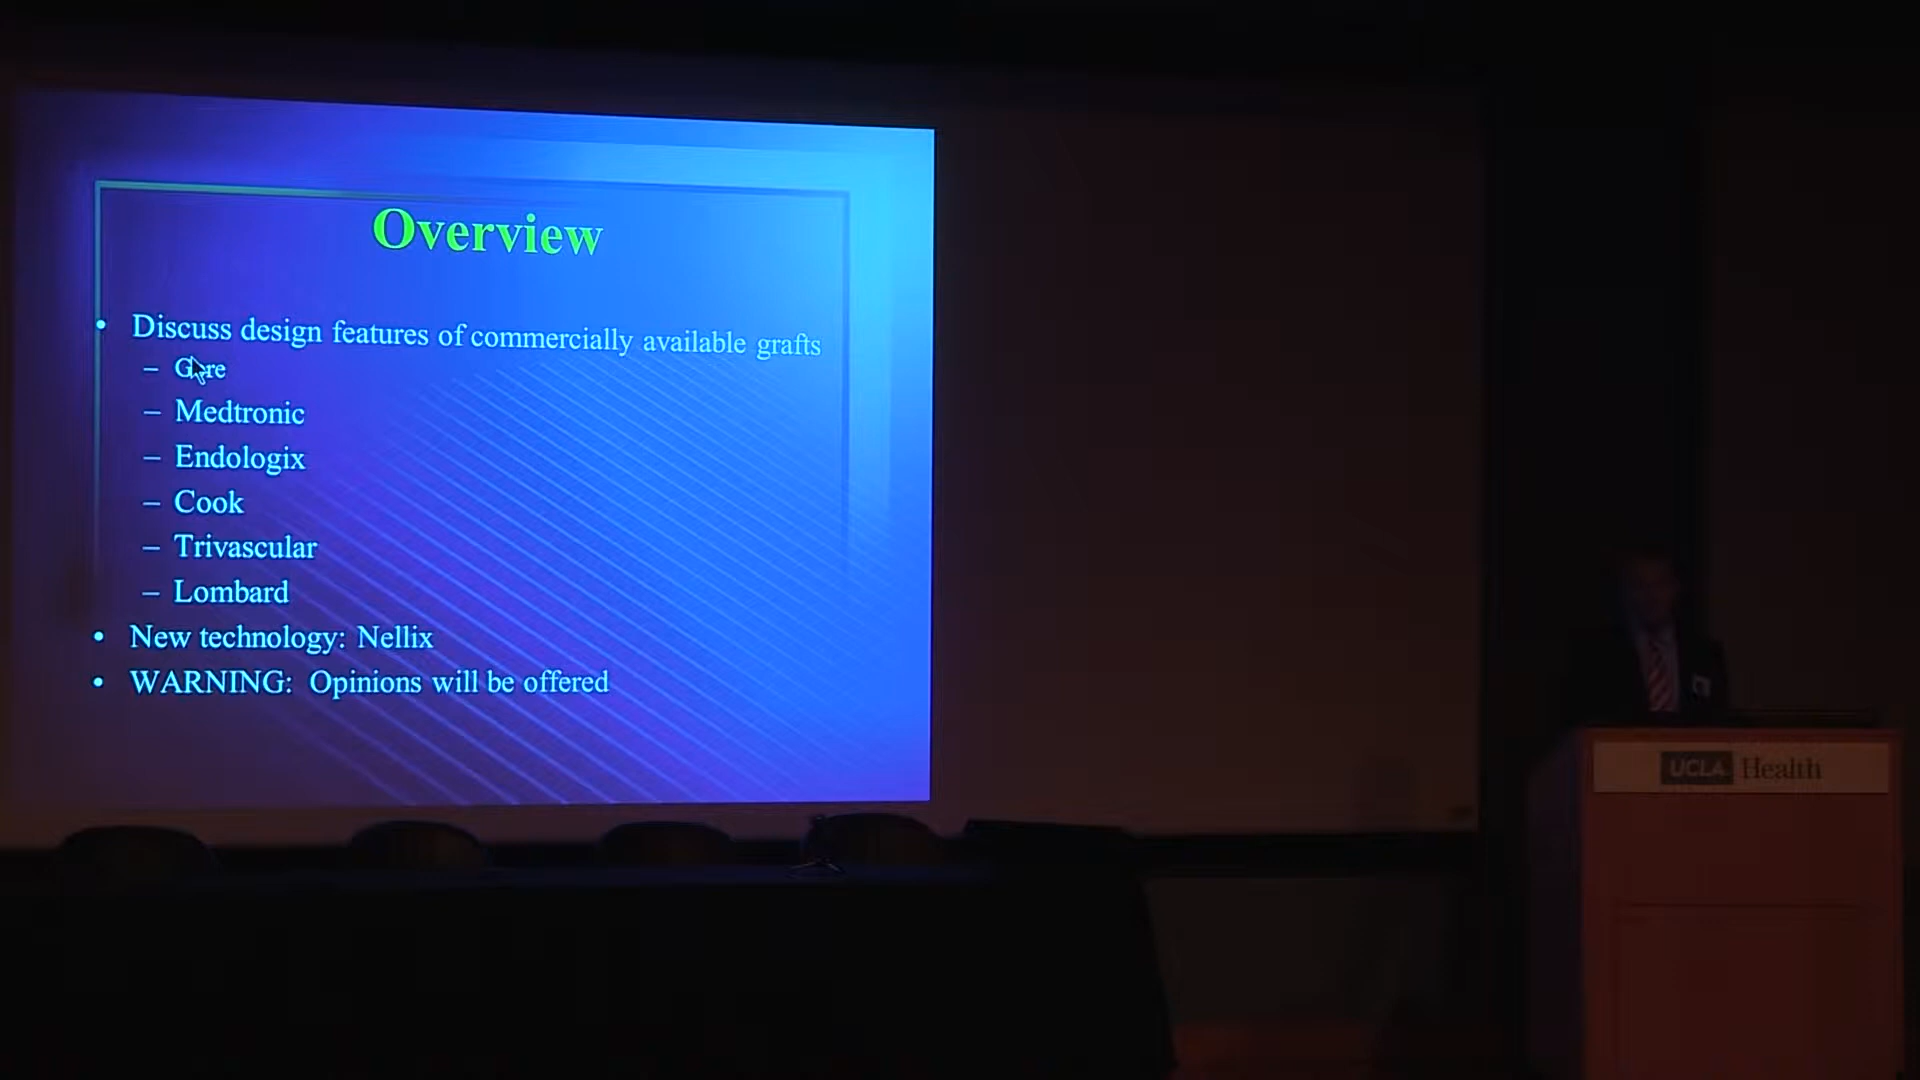 Overview
• Discuss design features of commercially available grafts
– Gore
– Medtronic
– Endologix
– Cook
– Trivascular
– Lombard
• New technology: Nellix
• WARNING: Opinions will be offered
UCLA Health